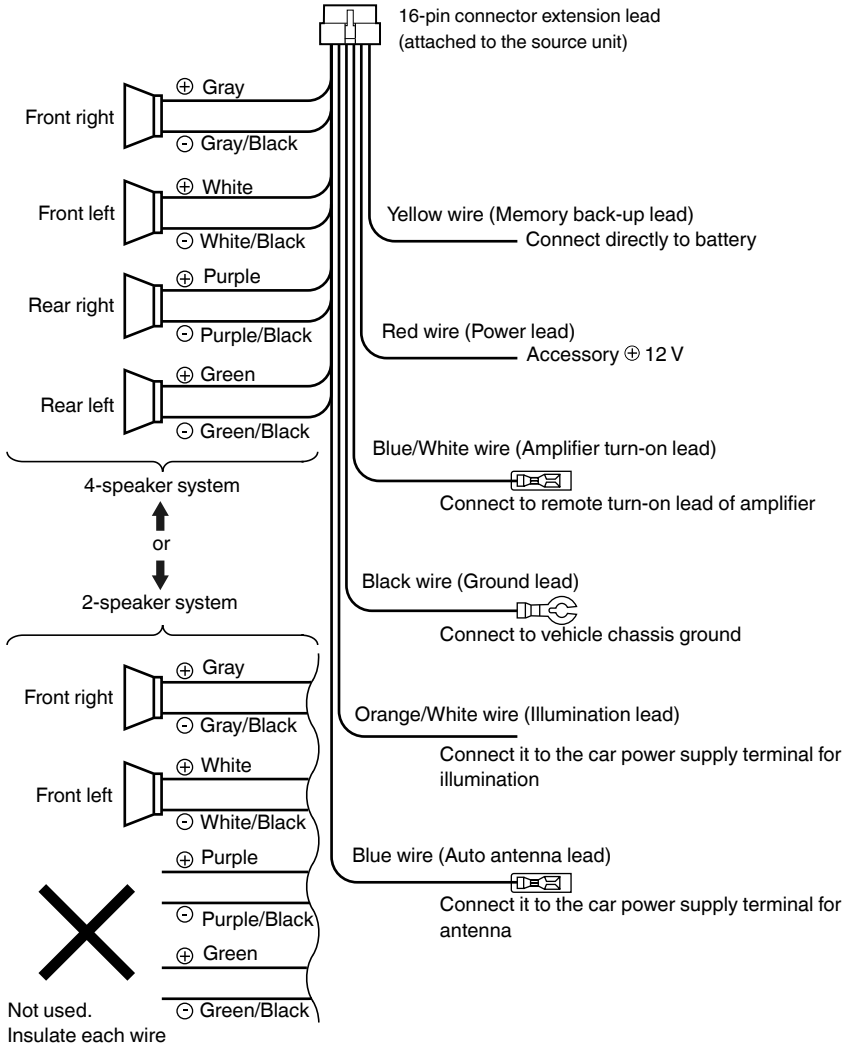 16-pin connector extension lead
(attached to the source unit)
⊕ Gray
Front right
⊖ Gray/Black
⊕ White
Front left
⊖ White/Black
⊕ Purple
Rear right
⊖ Purple/Black
⊕ Green
Rear left
⊖ Green/Black
4-speaker system
or
2-speaker system
⊕ Gray
Front right
⊖ Gray/Black
⊕ White
Front left
⊖ White/Black
⊕ Purple
⊖ Purple/Black
⊕ Green
⊖ Green/Black
Not used.
Insulate each wire
Yellow wire (Memory back-up lead)
Connect directly to battery
Red wire (Power lead)
Accessory ⊕ 12 V
Blue/White wire (Amplifier turn-on lead)
Connect to remote turn-on lead of amplifier
Black wire (Ground lead)
Connect to vehicle chassis ground
Orange/White wire (Illumination lead)
Connect it to the car power supply terminal for
illumination
Blue wire (Auto antenna lead)
Connect it to the car power supply terminal for
antenna